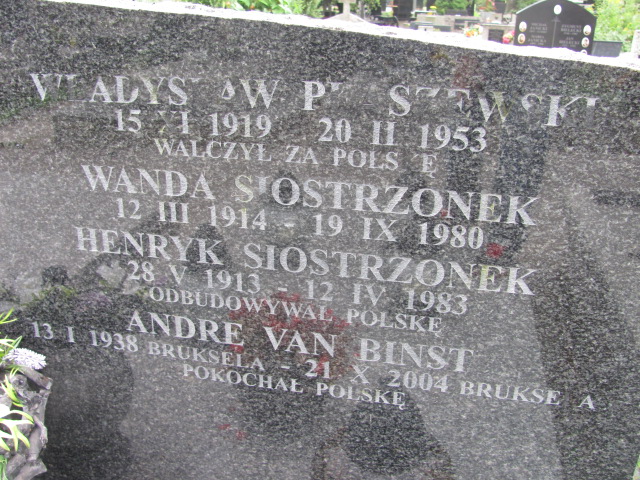 15 1919 20 II 1953
WALCZYŁ ZA
WANDA SIOSTRZONEK
12 III 1914 - 19 IX 1980
HENRYK SIOSTRZONEK
28 V 1913 - 12 IV 1983
ODBUDOWYWAŁ POLSKĘ
ANDRE VAN BINST
13 I 1938 BRUKSELA - 21 X 2004
POKOCHAŁ POLSKĘ